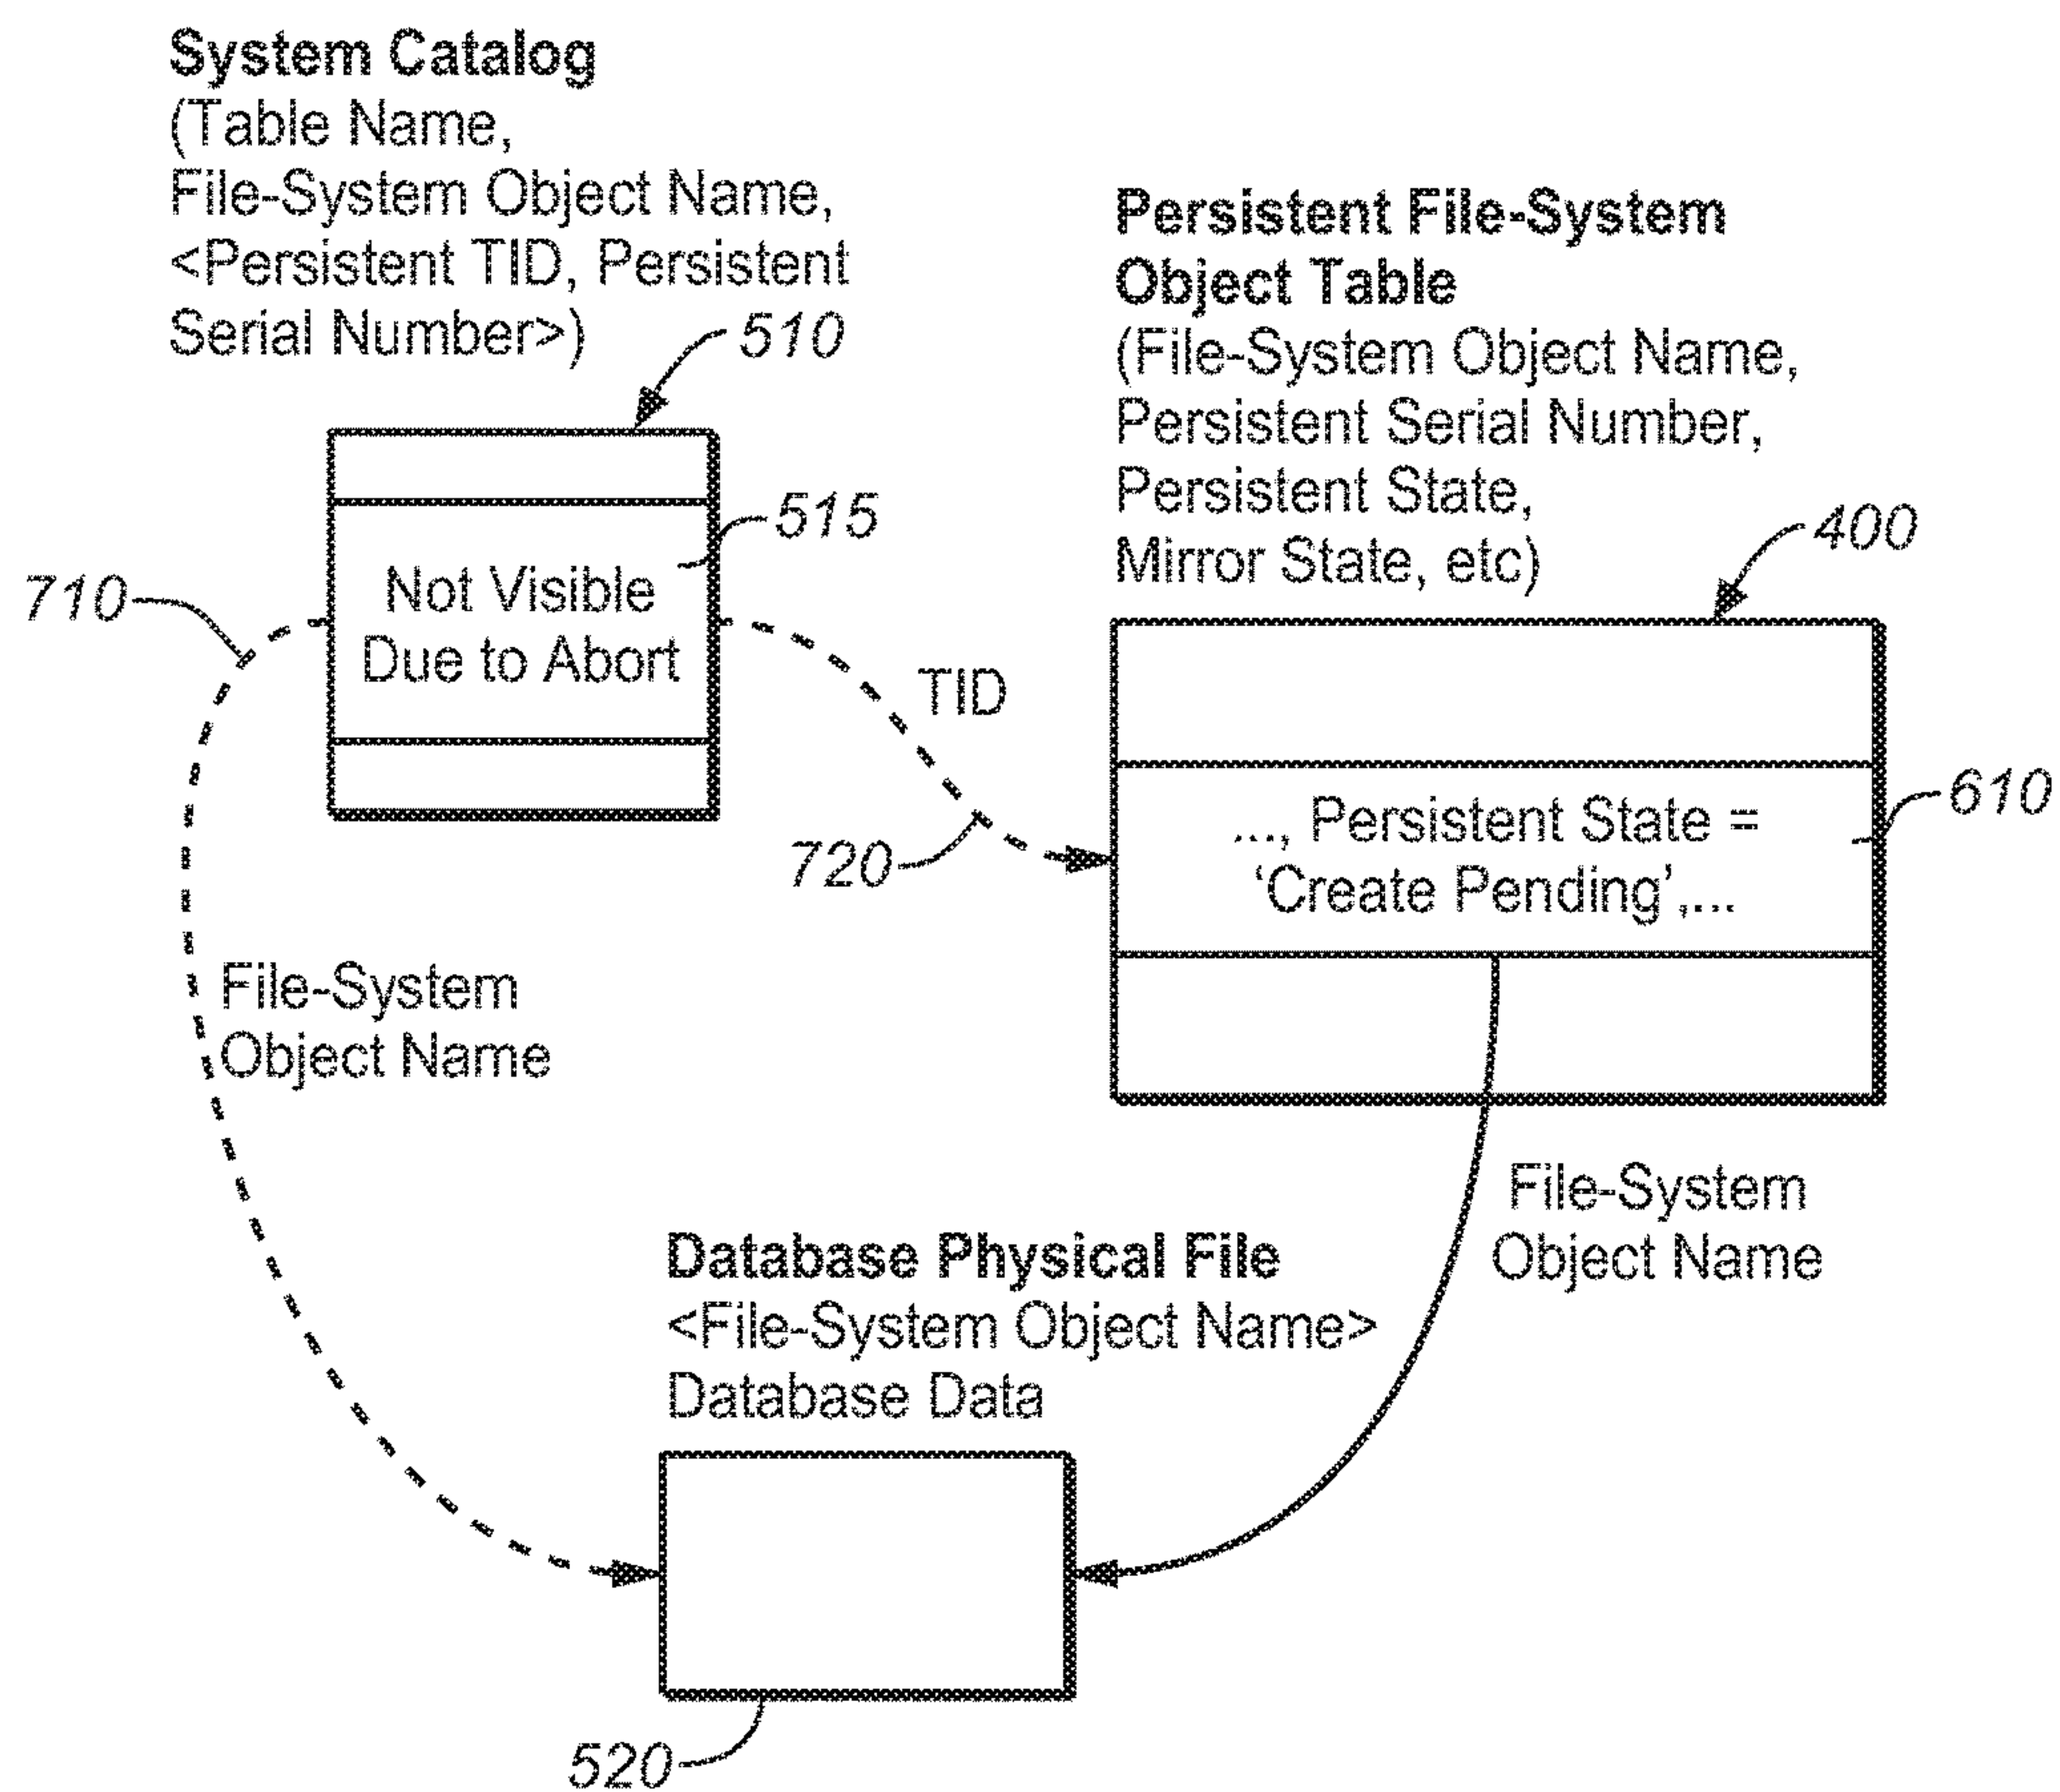 System Catalog
(Table Name,
File-System Object Name,
<Persistent TID, Persistent
Serial Number>)
510
Persistent File-System
Object Table
(File-System Object Name,
Persistent Serial Number,
Persistent State,
Mirror State, etc)
400
515
Not Visible
Due to Abort
710
TID
720
..., Persistent State =
‘Create Pending’,...
610
File-System
Object Name
File-System
Object Name
Database Physical File
<File-System Object Name>
Database Data
520